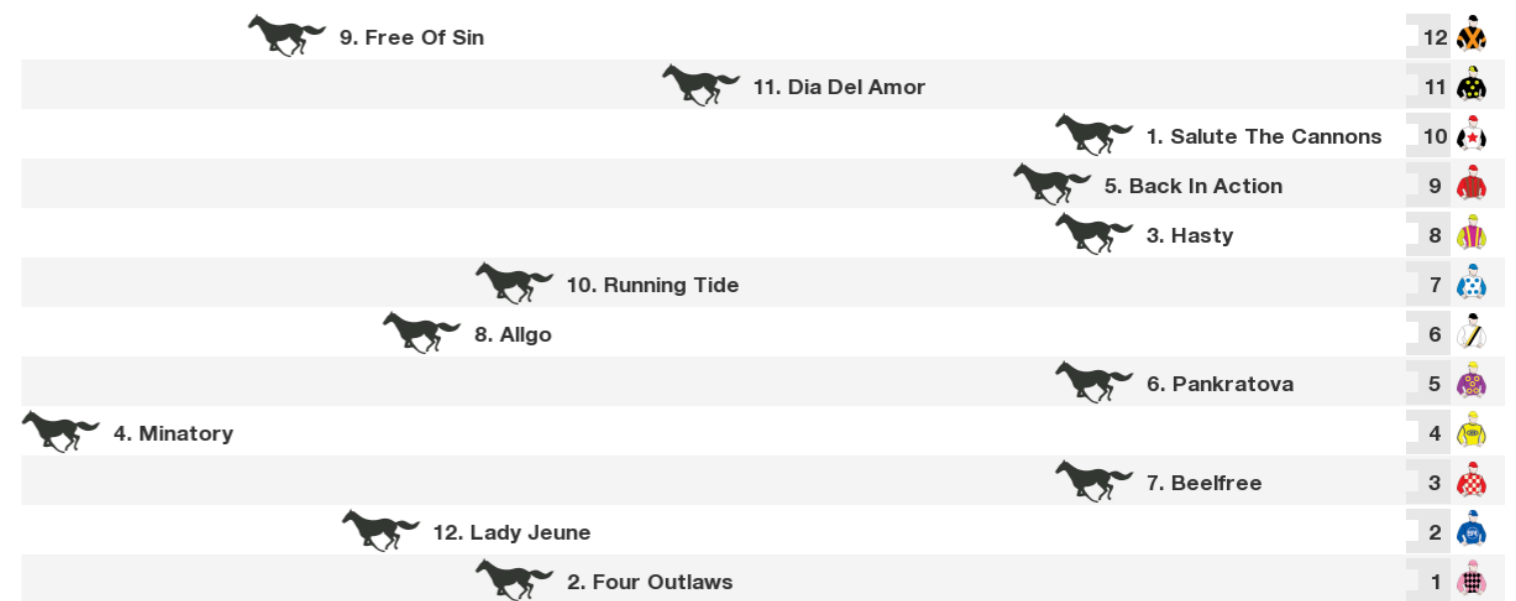 9. Free Of Sin 12
11. Dia Del Amor 11
1. Salute The Cannons 10
5. Back In Action 9
3. Hasty 8
10. Running Tide 7
8. Allgo 6
6. Pankratova 5
4. Minatory 4
7. Beelfree 3
12. Lady Jeune 2
2. Four Outlaws 1